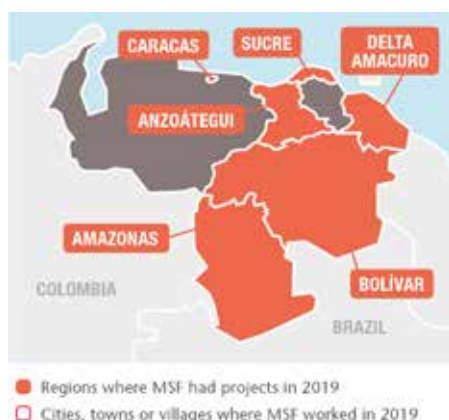 CARACAS
SUCRE
DELTA
AMACURO
ANZOÁTEGUI
AMAZONAS
BOLÍVAR
COLOMBIA
BRAZIL
Regions where MSF had projects in 2019
Cities, towns or villages where MSF worked in 2019